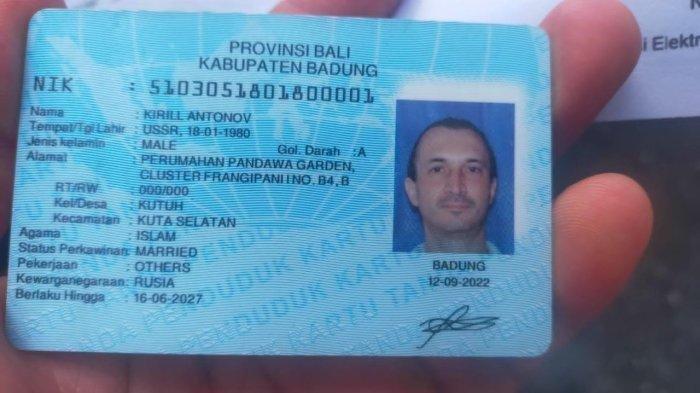 PROVINSI BALI
KABUPATEN BADUNG
NIK : 5103051801800001
Nama : KIRILL ANTONOV
Tempat/Tgl Lahir : USSR, 18-01-1980
Jenis kelamin : MALE Gol. Darah : A
Alamat : PERUMAHAN PANDAWA GARDEN,
CLUSTER FRANGIPANI I NO. B4, B
RT/RW : 000/000
Kel/Desa : KUTUH
Kecamatan : KUTA SELATAN
Agama : ISLAM
Status Perkawinan: MARRIED
Pekerjaan : OTHERS
Kewarganegaraan: RUSIA
Berlaku Hingga : 16-06-2027
BADUNG
12-09-2022
KARTU TANDA PENDUDUK
i Elektr